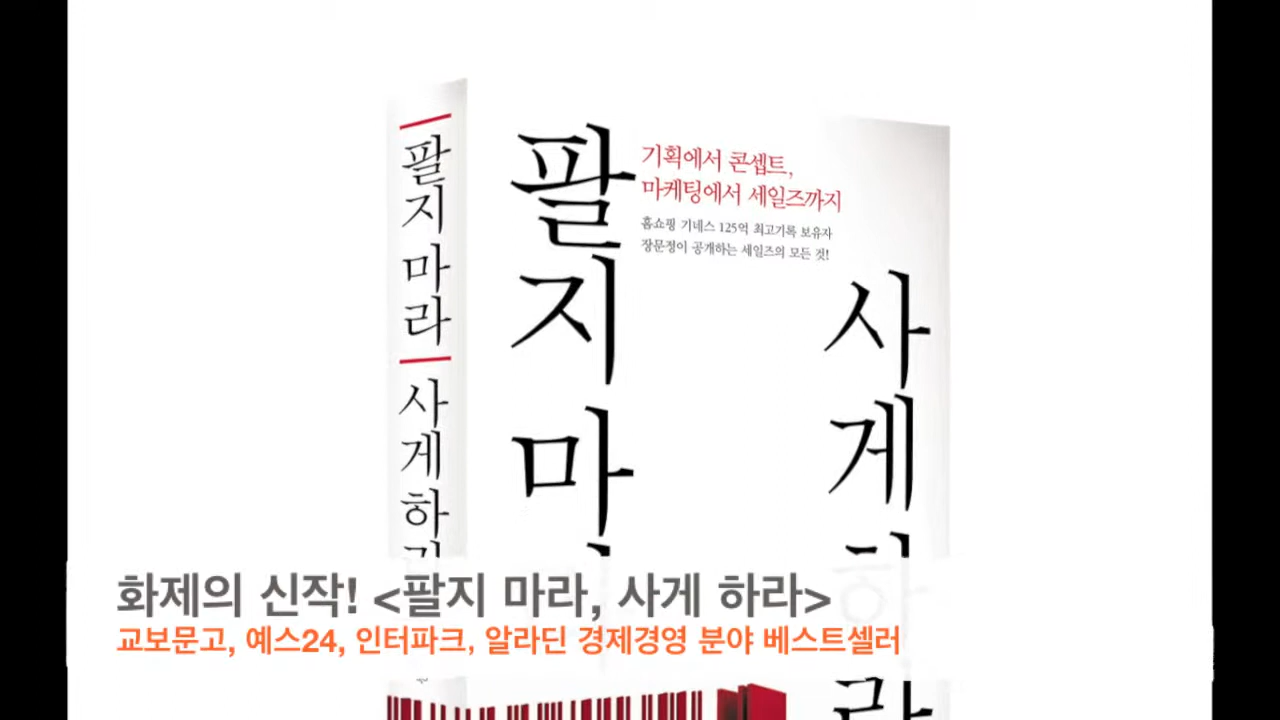 팔지 마라
사게 하라
팔지 마
기획에서 콘셉트,
마케팅에서 세일즈까지
홈쇼핑 기네스 125억 최고기록 보유자
장문정이 공개하는 세일즈의 모든 것!
사게 하라
화제의 신작! <팔지 마라, 사게 하라>
교보문고, 예스24, 인터파크, 알라딘 경제경영 분야 베스트셀러